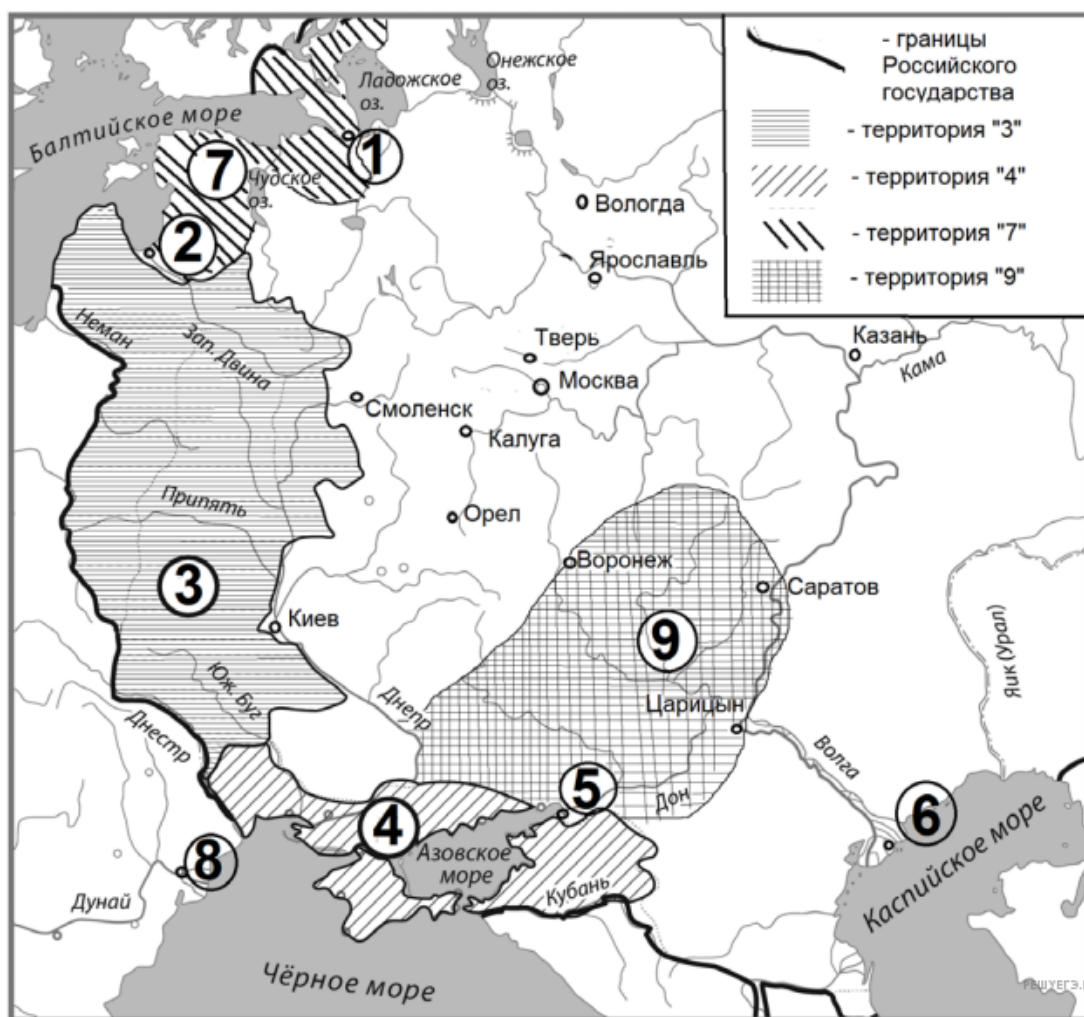 - границы
Российского
государства
- территория "3"
- территория "4"
- территория "7"
- территория "9"
Онежское
оз.
Ладожское
оз.
Балтийское море
1
7
Чудское
оз.
Вологда
2
Ярославль
Неман
Зап. Двина
Тверь
Казань
Кама
Москва
Смоленск
Калуга
Припять
Орел
Воронеж
3
Саратов
Киев
9
Яик (Урал)
Юж. Буг
Днепр
Царицын
Днестр
Волга
5
Дон
4
6
8
Азовское
море
Дунай
Кубань
Каспийское море
Чёрное море